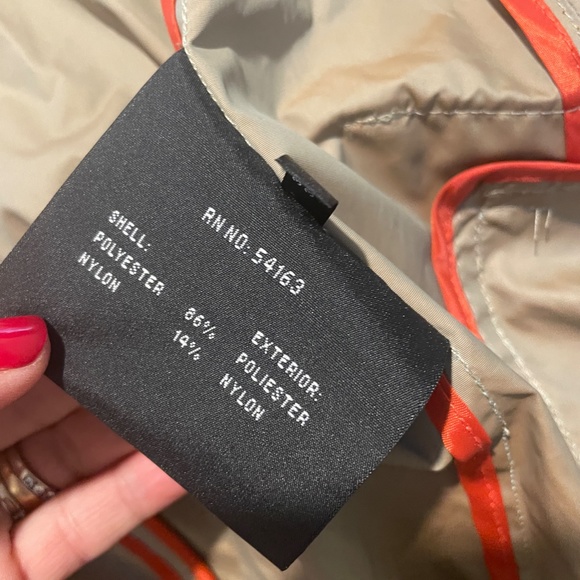 RN NO: 54163
SHELL: EXTERIOR:
POLYESTER 86% POLIESTER
NYLON 14% NYLON